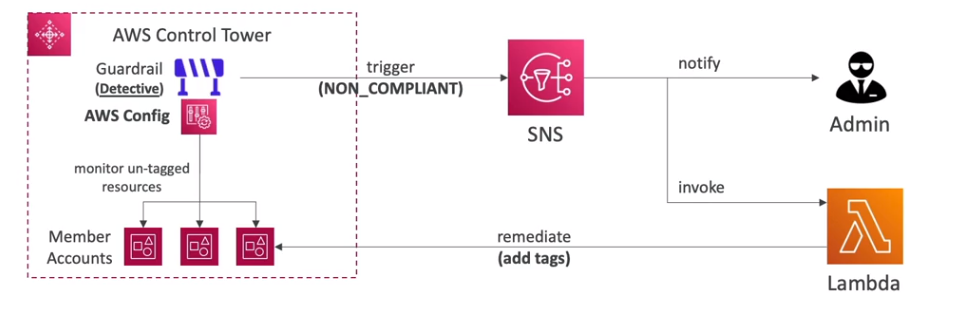 AWS Control Tower
Guardrail
(Detective)
AWS Config
trigger
(NON_COMPLIANT)
SNS
notify
Admin
monitor un-tagged
resources
invoke
Member
Accounts
remediate
(add tags)
Lambda